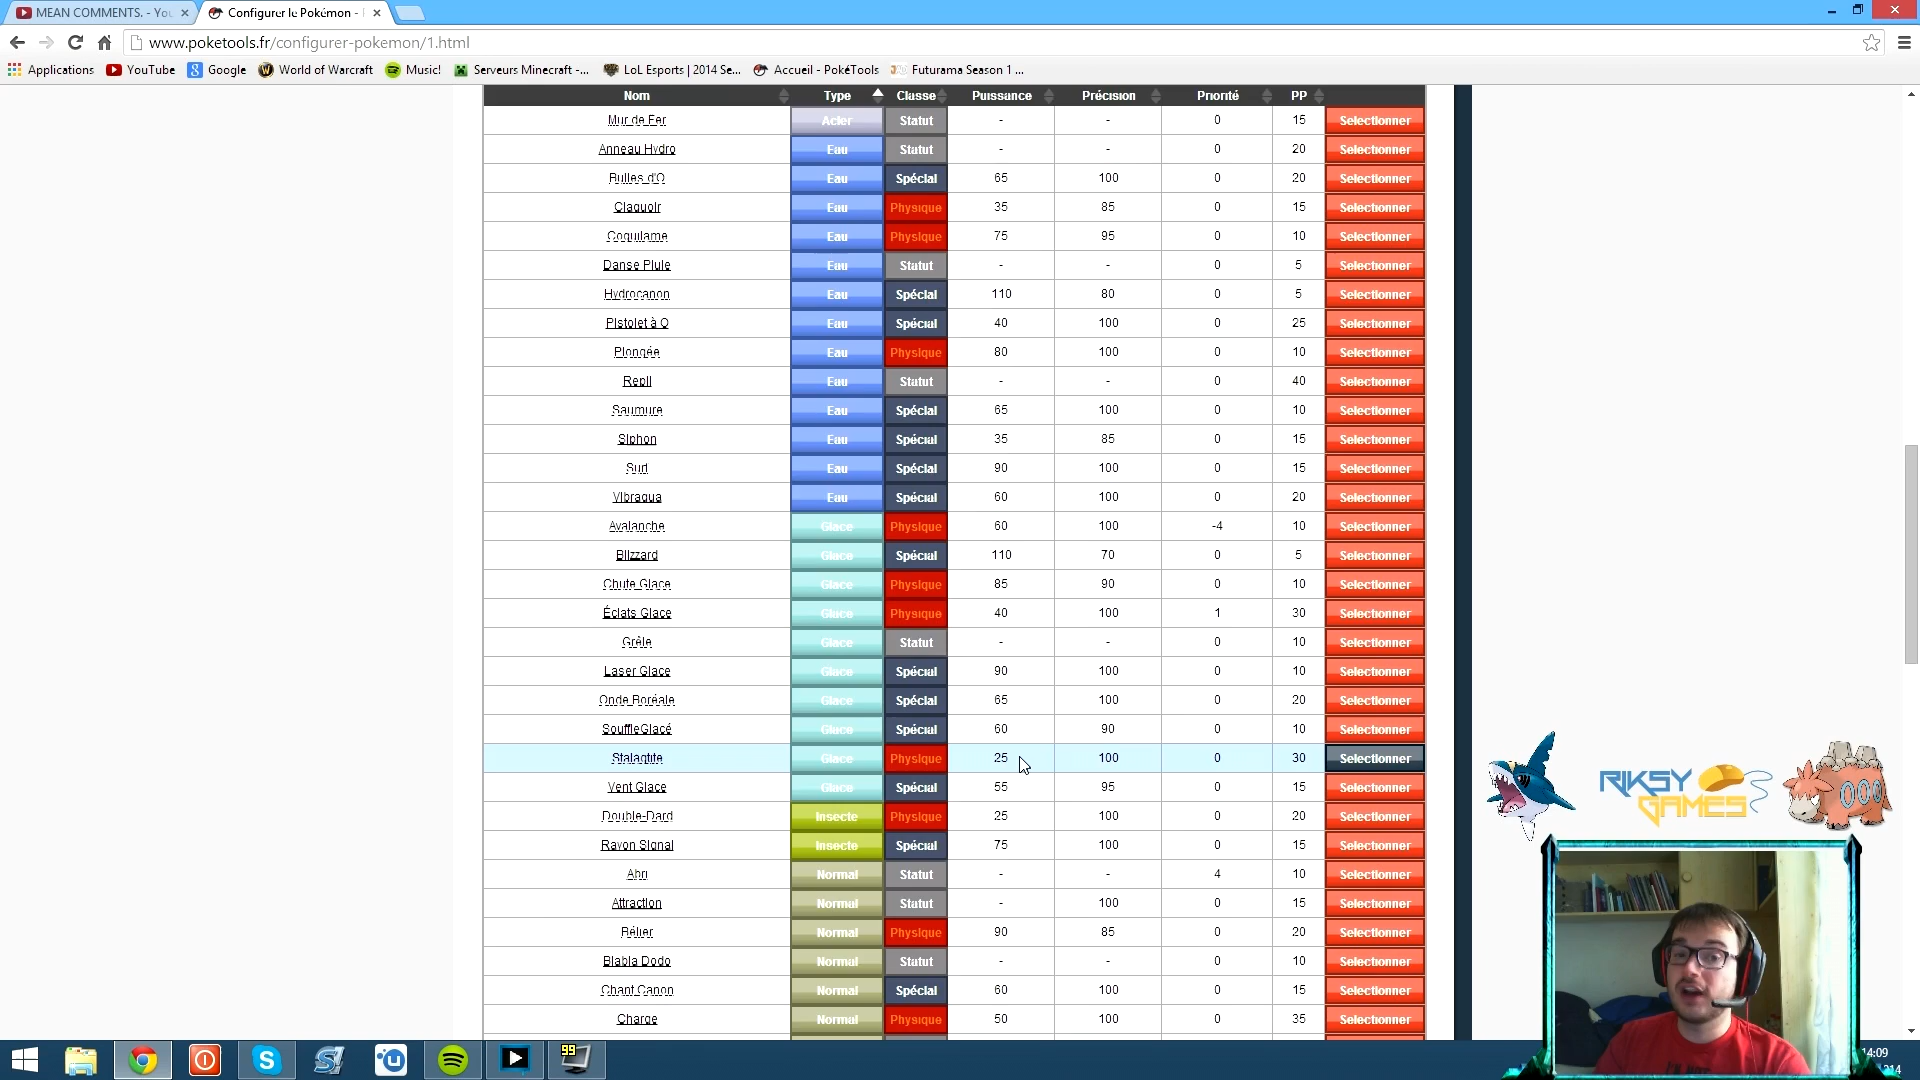 MEAN COMMENTS. - You
Configurer le Pokémon -
www.poketools.fr/configurer-pokemon/1.html
Applications YouTube Google World of Warcraft Music! Serveurs Minecraft -... LoL Esports | 2014 Se... Accueil - PokéTools Futurama Season 1 ...
Nom Type Classe Puissance Précision Priorité PP
Mur de Fer Acier Statut - - 0 15 Selectionner
Anneau Hydro Eau Statut - - 0 20 Selectionner
Bulles d'O Eau Spécial 65 100 0 20 Selectionner
Claquoir Eau Physique 35 85 0 15 Selectionner
Coquilame Eau Physique 75 95 0 10 Selectionner
Danse Pluie Eau Statut - - 0 5 Selectionner
Hydrocanon Eau Spécial 110 80 0 5 Selectionner
Pistolet à O Eau Spécial 40 100 0 25 Selectionner
Plongée Eau Physique 80 100 0 10 Selectionner
Repli Eau Statut - - 0 40 Selectionner
Saumure Eau Spécial 65 100 0 10 Selectionner
Siphon Eau Spécial 35 85 0 15 Selectionner
Surf Eau Spécial 90 100 0 15 Selectionner
Vibraqua Eau Spécial 60 100 0 20 Selectionner
Avalanche Glace Physique 60 100 -4 10 Selectionner
Blizzard Glace Spécial 110 70 0 5 Selectionner
Chute Glace Glace Physique 85 90 0 10 Selectionner
Éclats Glace Glace Physique 40 100 1 30 Selectionner
Grêle Glace Statut - - 0 10 Selectionner
Laser Glace Glace Spécial 90 100 0 10 Selectionner
Onde Boréale Glace Spécial 65 100 0 20 Selectionner
SouffleGlacé Glace Spécial 60 90 0 10 Selectionner
Stalagtite Glace Physique 25 100 0 30 Selectionner
Vent Glace Glace Spécial 55 95 0 15 Selectionner
Double-Dard Insecte Physique 25 100 0 20 Selectionner
Rayon Signal Insecte Spécial 75 100 0 15 Selectionner
Abri Normal Statut - - 4 10 Selectionner
Attraction Normal Statut - 100 0 15 Selectionner
Bélier Normal Physique 90 85 0 20 Selectionner
Blabla Dodo Normal Statut - - 0 10 Selectionner
Chant Canon Normal Spécial 60 100 0 15 Selectionner
Charge Normal Physique 50 100 0 35 Selectionner
RIKSY
GAMES
99
14:09
214